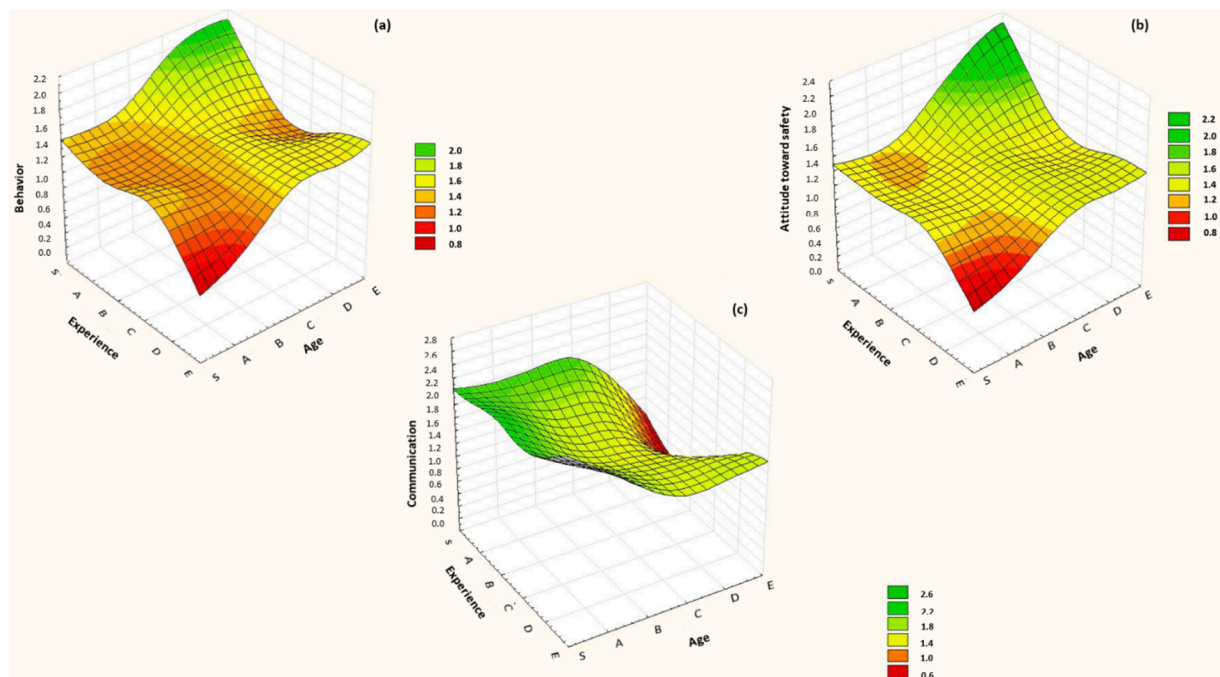 (a)
2.2
2.0
1.8
1.6
1.4
1.2
1.0
0.8
0.6
0.4
0.2
0.0
Behavior
S
A
B
C
D
E
Experience
S
A
B
C
D
E
Age
2.0
1.8
1.6
1.4
1.2
1.0
0.8
(b)
2.4
2.2
2.0
1.8
1.6
1.4
1.2
1.0
0.8
0.6
0.4
0.2
0.0
Attitude toward safety
s
A
B
C
D
E
Experience
S
A
B
C
D
E
Age
2.2
2.0
1.8
1.6
1.4
1.2
1.0
0.8
(c)
2.8
2.6
2.2
2.0
1.8
1.6
1.4
1.2
1.0
0.8
0.6
0.4
0.2
0.0
Communication
s
A
B
C
D
E
Experience
S
A
B
C
D
E
Age
2.6
2.2
1.8
1.4
1.0
0.6